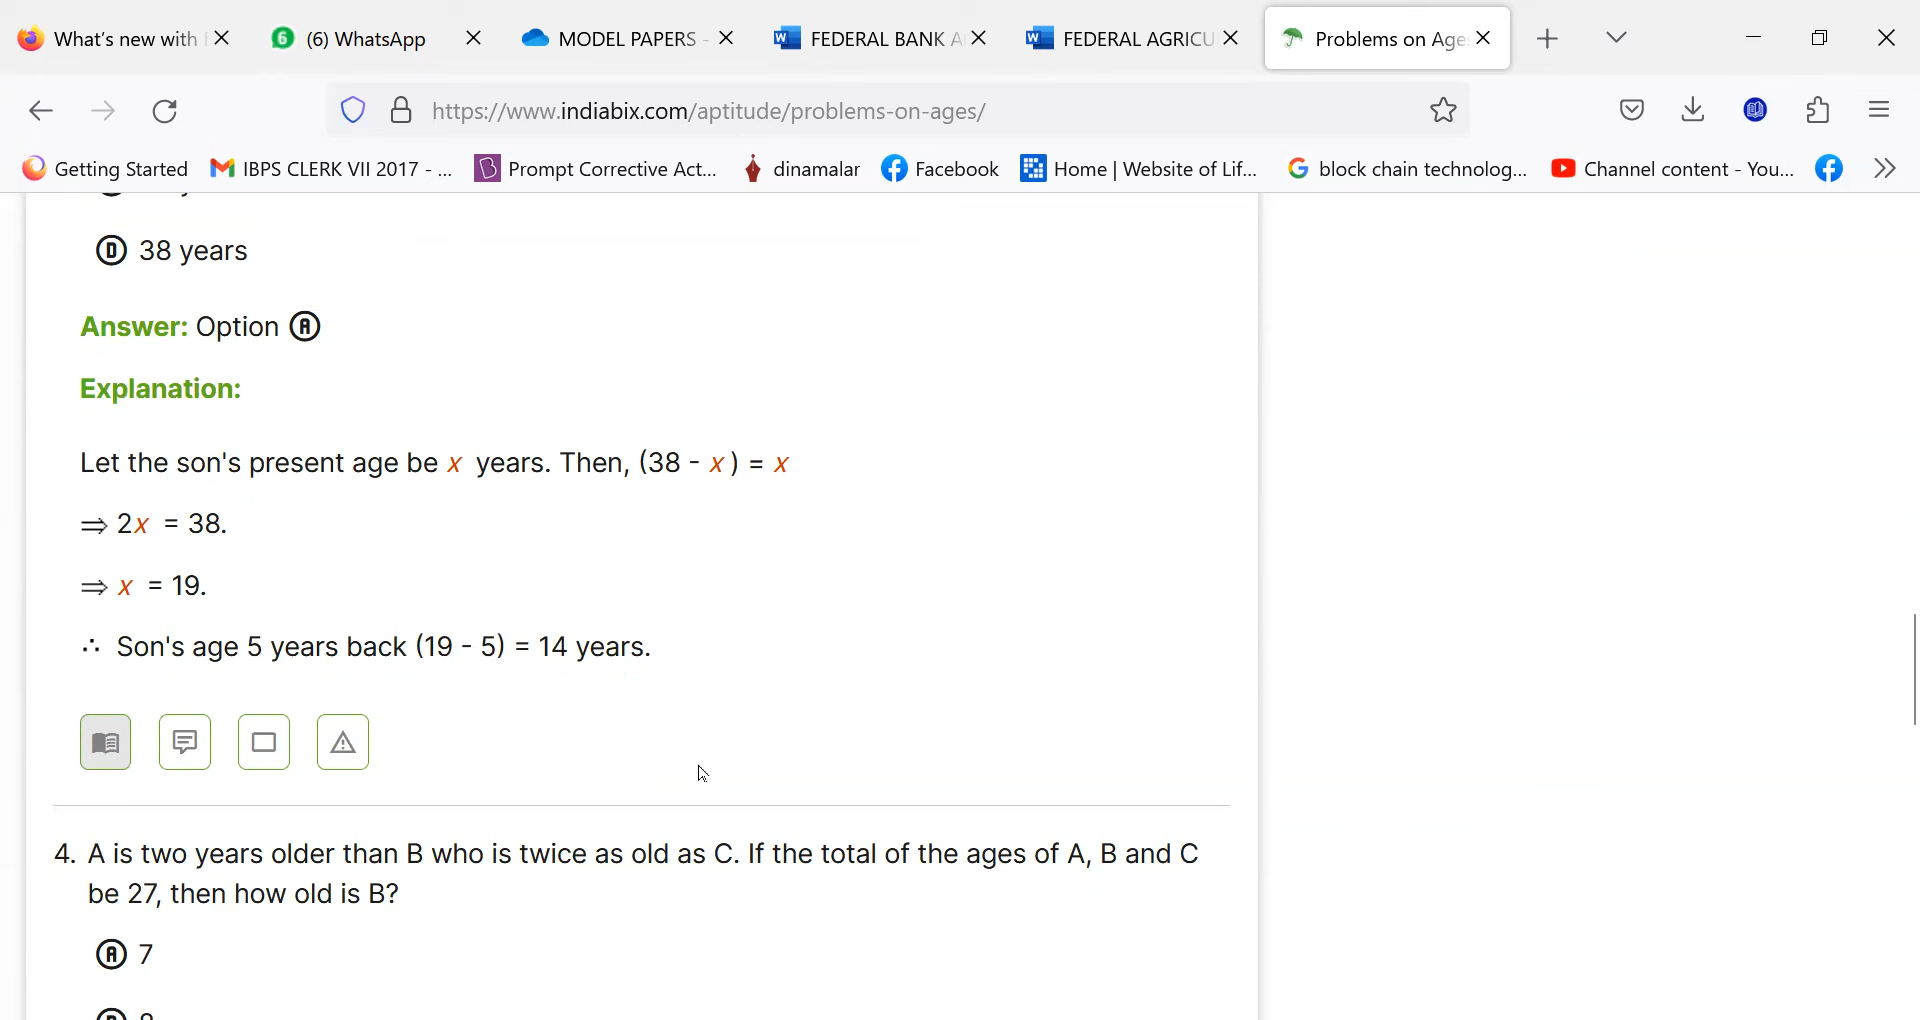 What's new with
6 (6) WhatsApp
MODEL PAPERS -
FEDERAL BANK A
FEDERAL AGRICU
Problems on Age
https://www.indiabix.com/aptitude/problems-on-ages/
Getting Started
IBPS CLERK VII 2017 - ...
Prompt Corrective Act...
dinamalar
Facebook
Home | Website of Lif...
block chain technolog...
Channel content - You...
D 38 years
Answer: Option A
Explanation:
Let the son's present age be x years. Then, (38 - x) = x
⇒ 2x = 38.
⇒ x = 19.
∴ Son's age 5 years back (19 - 5) = 14 years.
4. A is two years older than B who is twice as old as C. If the total of the ages of A, B and C
be 27, then how old is B?
A 7